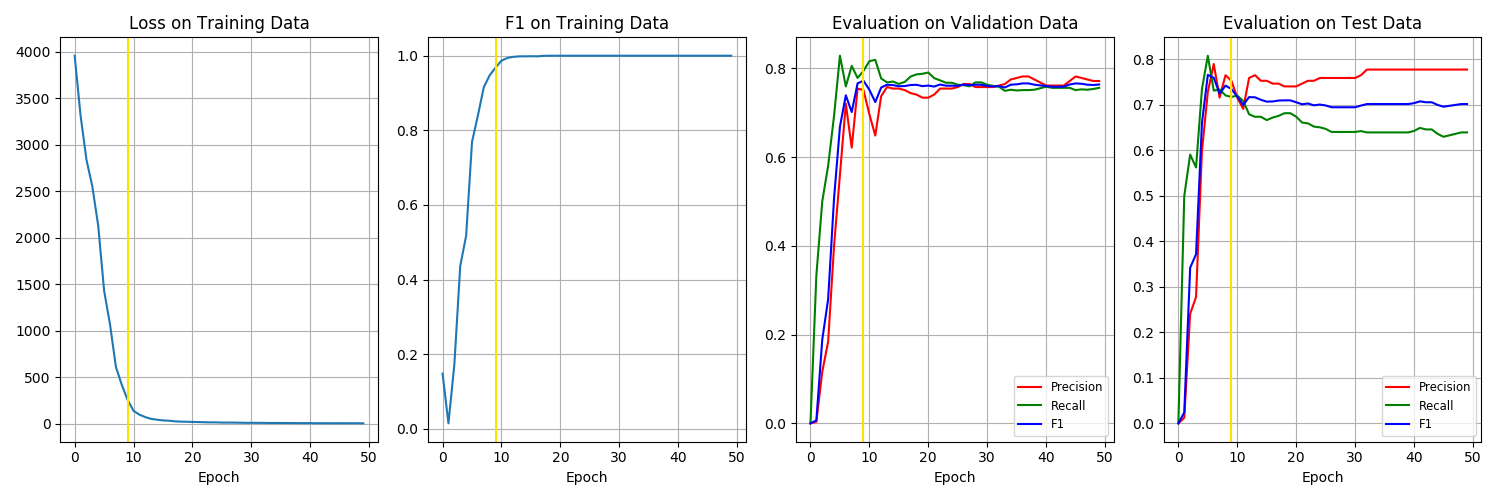 Loss on Training Data
4000
3500
3000
2500
2000
1500
1000
500
0
0 10 20 30 40 50
Epoch
F1 on Training Data
1.0
0.8
0.6
0.4
0.2
0.0
0 10 20 30 40 50
Epoch
Evaluation on Validation Data
0.8
0.6
0.4
0.2
0.0
Precision
Recall
F1
0 10 20 30 40 50
Epoch
Evaluation on Test Data
0.8
0.7
0.6
0.5
0.4
0.3
0.2
0.1
0.0
Precision
Recall
F1
0 10 20 30 40 50
Epoch